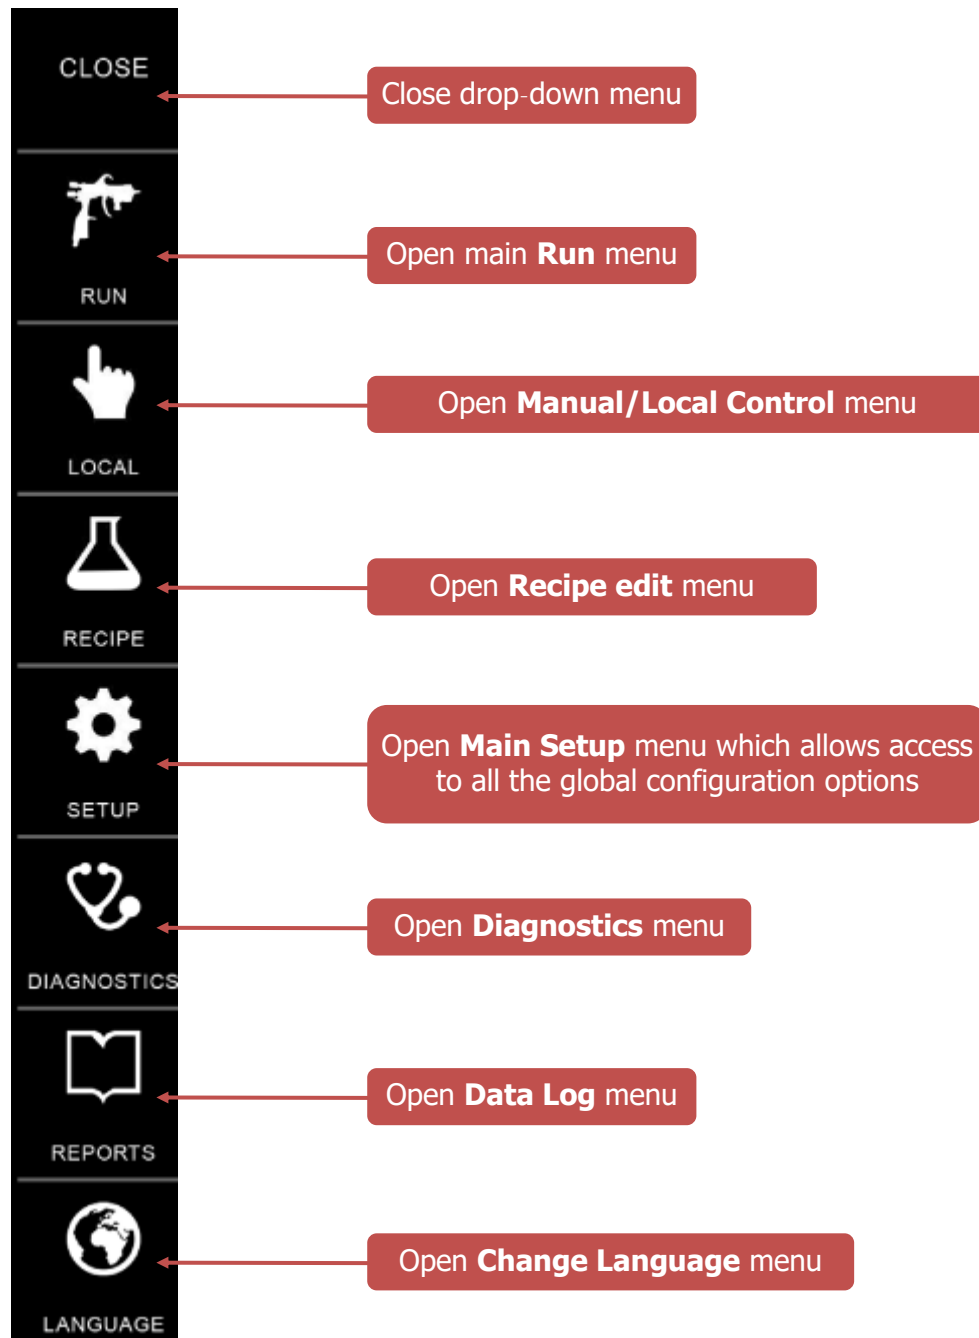 CLOSE
Close drop-down menu
RUN
Open main Run menu
LOCAL
Open Manual/Local Control menu
RECIPE
Open Recipe edit menu
SETUP
Open Main Setup menu which allows access
to all the global configuration options
DIAGNOSTICS
Open Diagnostics menu
REPORTS
Open Data Log menu
LANGUAGE
Open Change Language menu